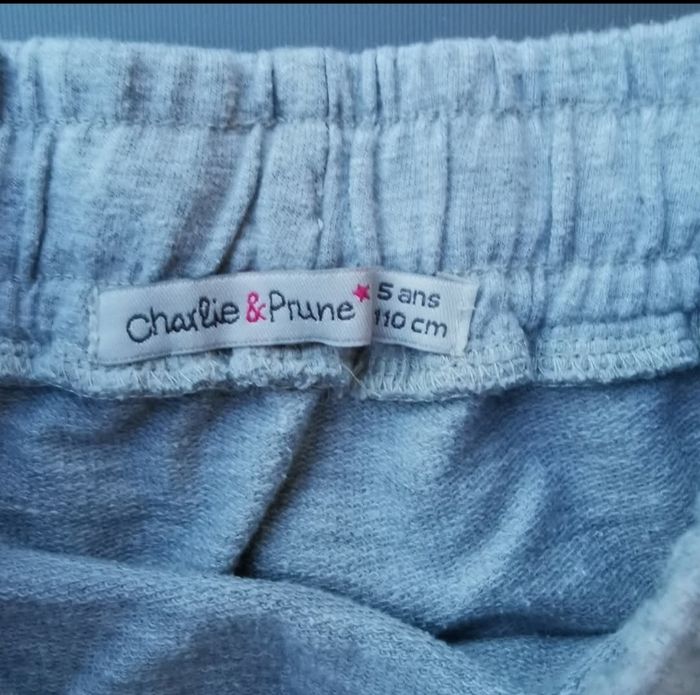 Charlie & Prune
5 ans
110 cm